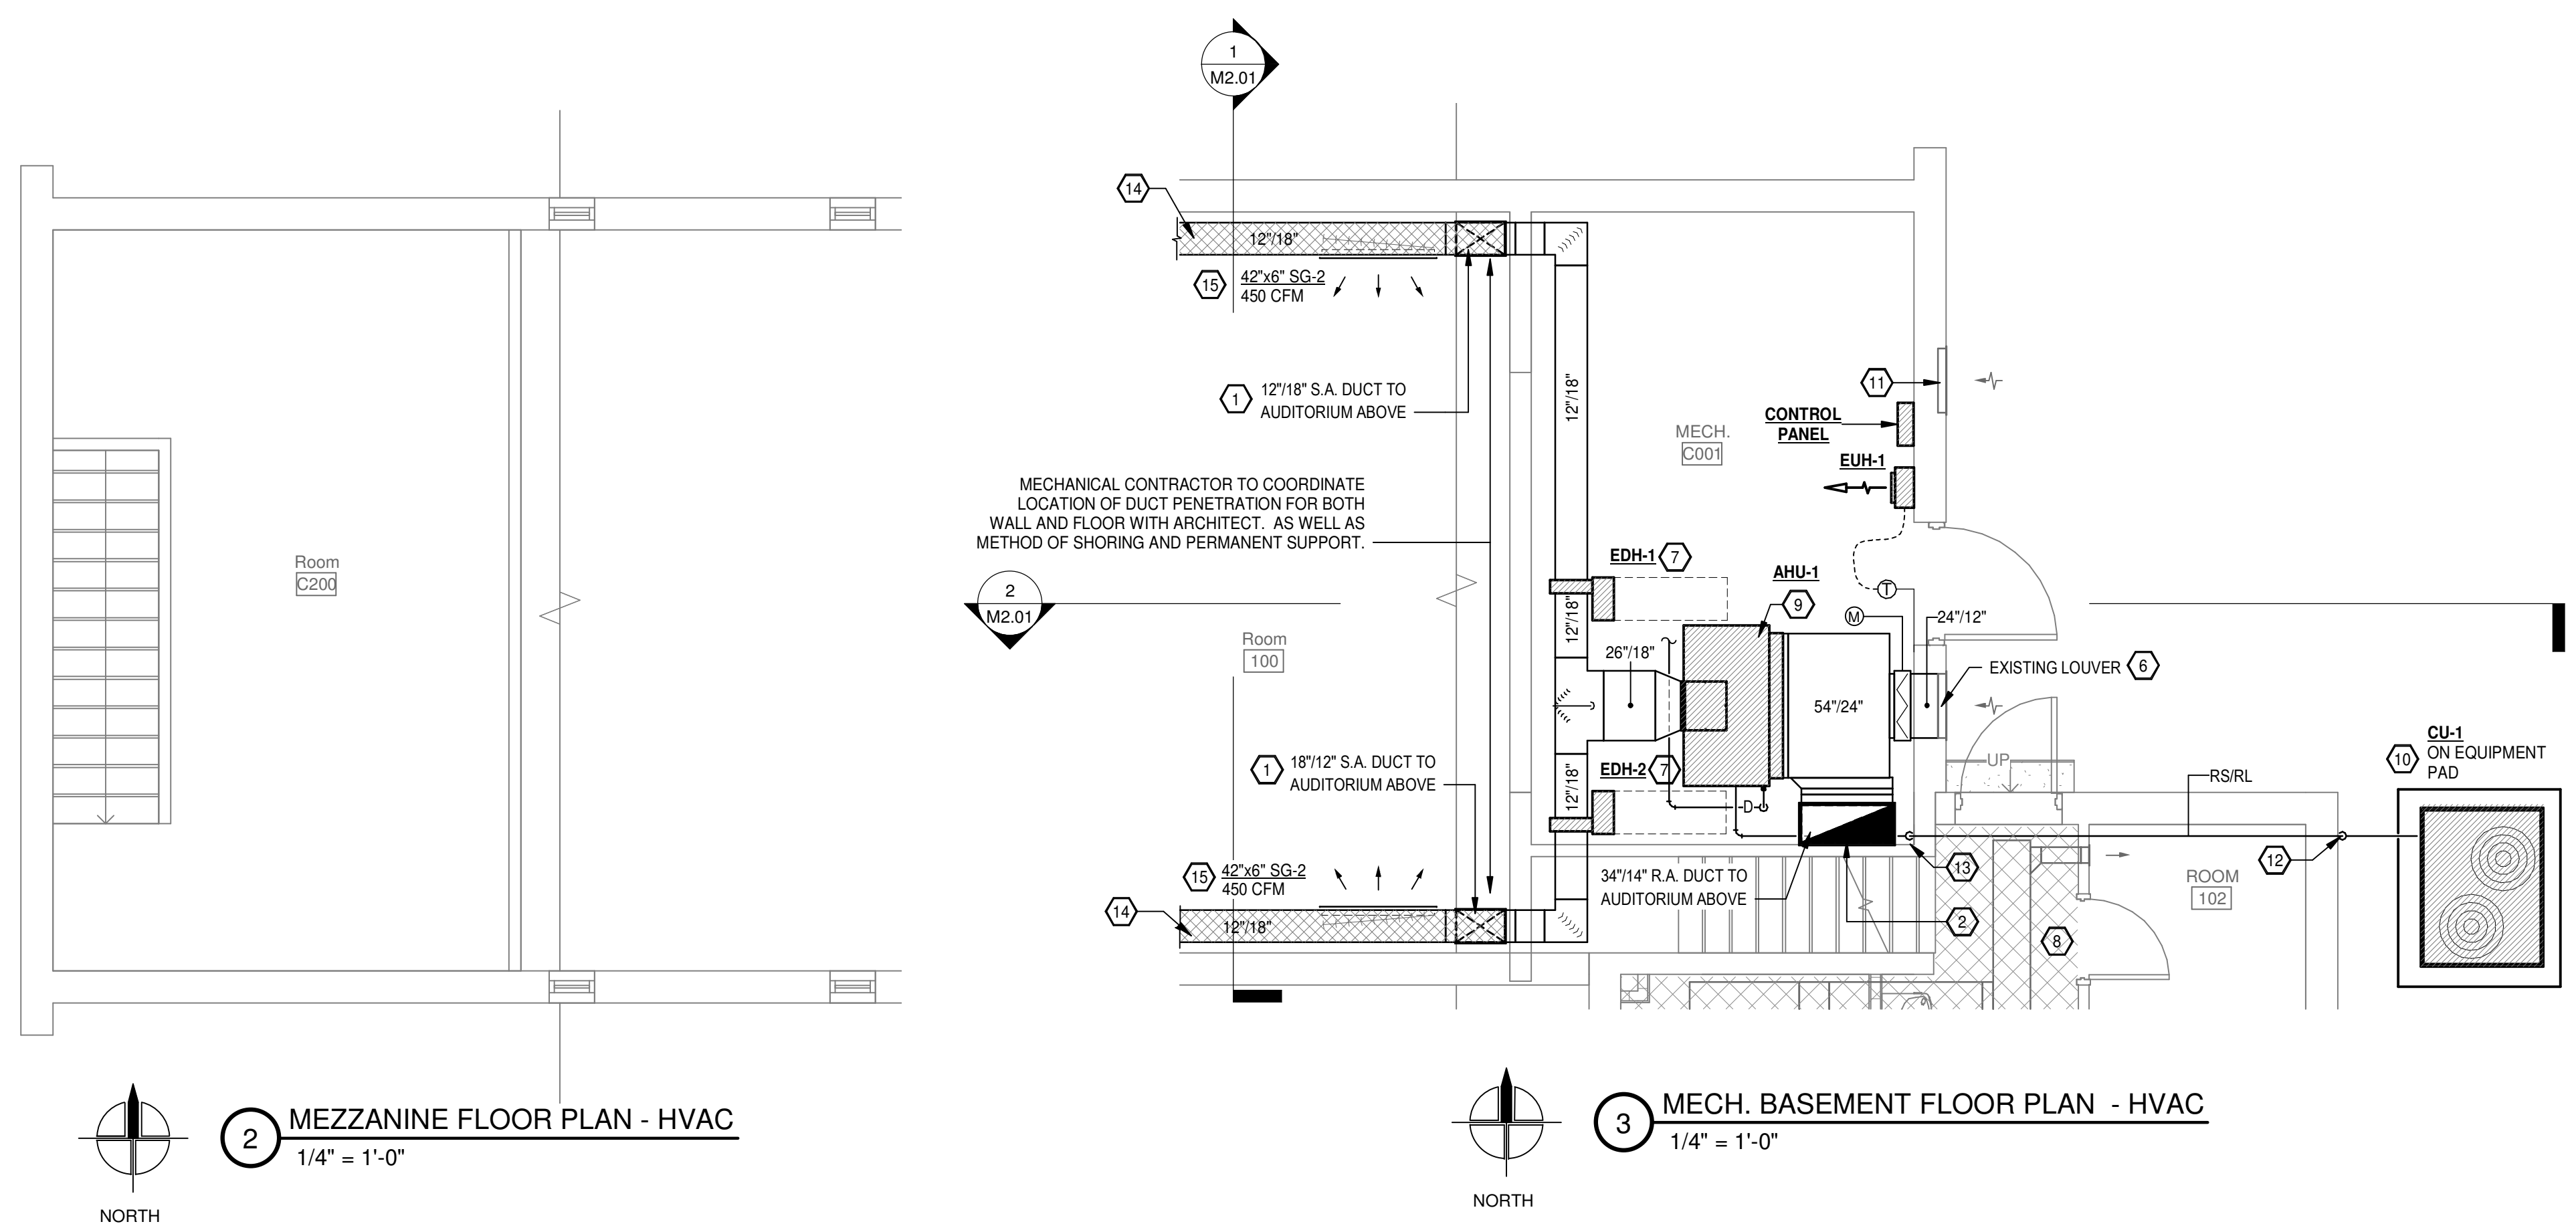 Room
C200
2
MEZZANINE FLOOR PLAN - HVAC
1/4" = 1'-0"
NORTH
1
M2.01
14
12"/18"
15
42"x6" SG-2
450 CFM
1
12"/18" S.A. DUCT TO
AUDITORIUM ABOVE
12"/18"
MECH.
C001
11
CONTROL
PANEL
EUH-1
MECHANICAL CONTRACTOR TO COORDINATE
LOCATION OF DUCT PENETRATION FOR BOTH
WALL AND FLOOR WITH ARCHITECT.  AS WELL AS
METHOD OF SHORING AND PERMANENT SUPPORT.
2
M2.01
EDH-1
7
AHU-1
9
T
M
24"/12"
12"/18"
Room
100
26"/18"
54"/24"
EXISTING LOUVER
6
1
18"/12" S.A. DUCT TO
AUDITORIUM ABOVE
12"/18"
EDH-2
7
D
UP
RS/RL
10
CU-1
ON EQUIPMENT
PAD
15
42"x6" SG-2
450 CFM
14
12"/18"
34"/14" R.A. DUCT TO
AUDITORIUM ABOVE
13
2
8
12
ROOM
102
3
MECH. BASEMENT FLOOR PLAN  - HVAC
1/4" = 1'-0"
NORTH